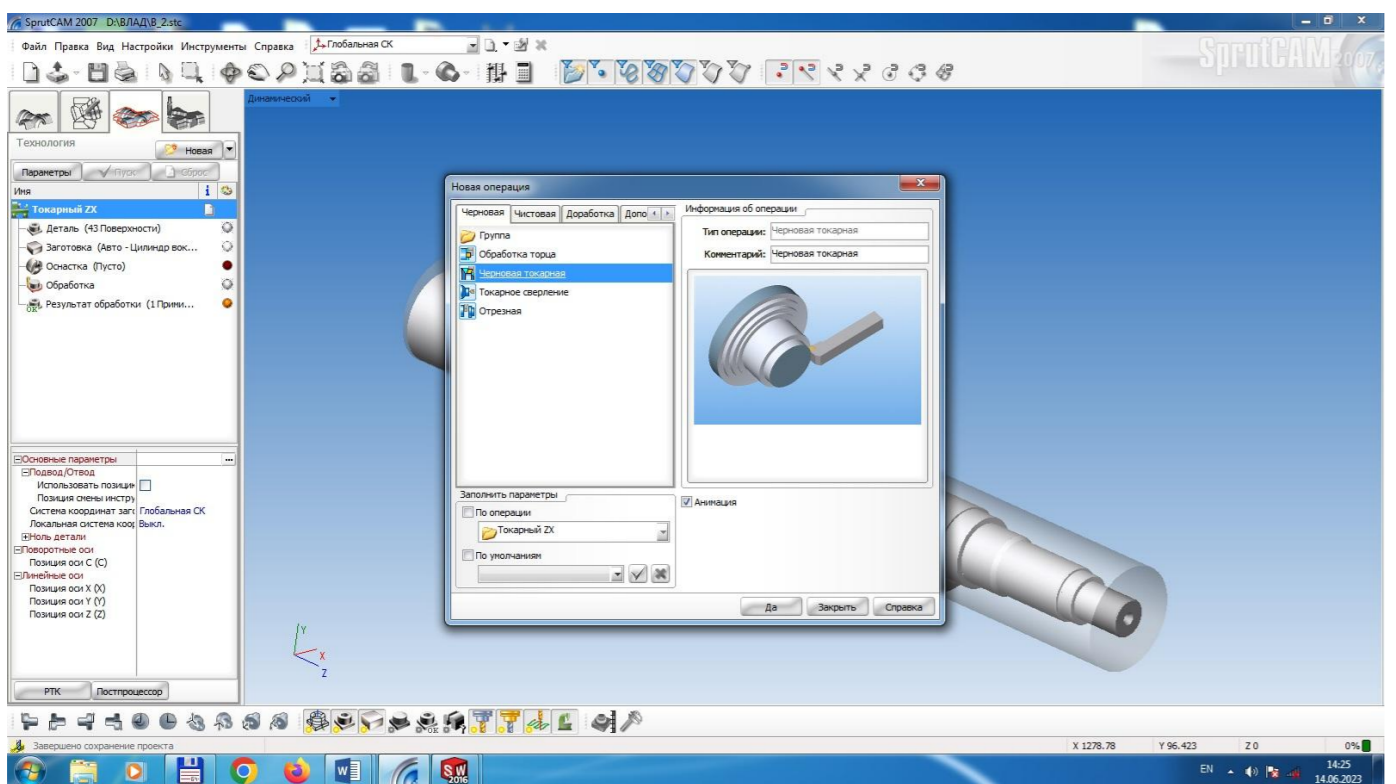 SprutCAM 2007 D:\ВЛАД\В_2.stc
Файл Правка Вид Настройки Инструменты Справка Глобальная СК
SprutCAM 2007
Динамический
Технология
Новая
Параметры Пуск Сброс
Имя
Токарный ZX
Деталь (43 Поверхности)
Заготовка (Авто - Цилиндр вок...
Оснастка (Пусто)
Обработка
Результат обработки (1 Прими...
Основные параметры
Подвод/Отвод
Использовать позици
Позиция смены инстру
Система координат заго Глобальная СК
Локальная система коор Выкл.
Ноль детали
Поворотные оси
Позиция оси C (C)
Линейные оси
Позиция оси X (X)
Позиция оси Y (Y)
Позиция оси Z (Z)
РТК Постпроцессор
Новая операция
Черновая Чистовая Доработка Допо
Группа
Обработка торца
Черновая токарная
Токарное сверление
Отрезная
Информация об операции
Тип операции: Черновая токарная
Комментарий: Черновая токарная
Заполнить параметры
По операции
Токарный ZX
По умолчаниям
Анимация
Да Закрыть Справка
Y
X
Z
Завершено сохранение проекта X 1278.78 Y 96.423 Z 0 0%
SW
2016
EN 14:25
14.06.2023